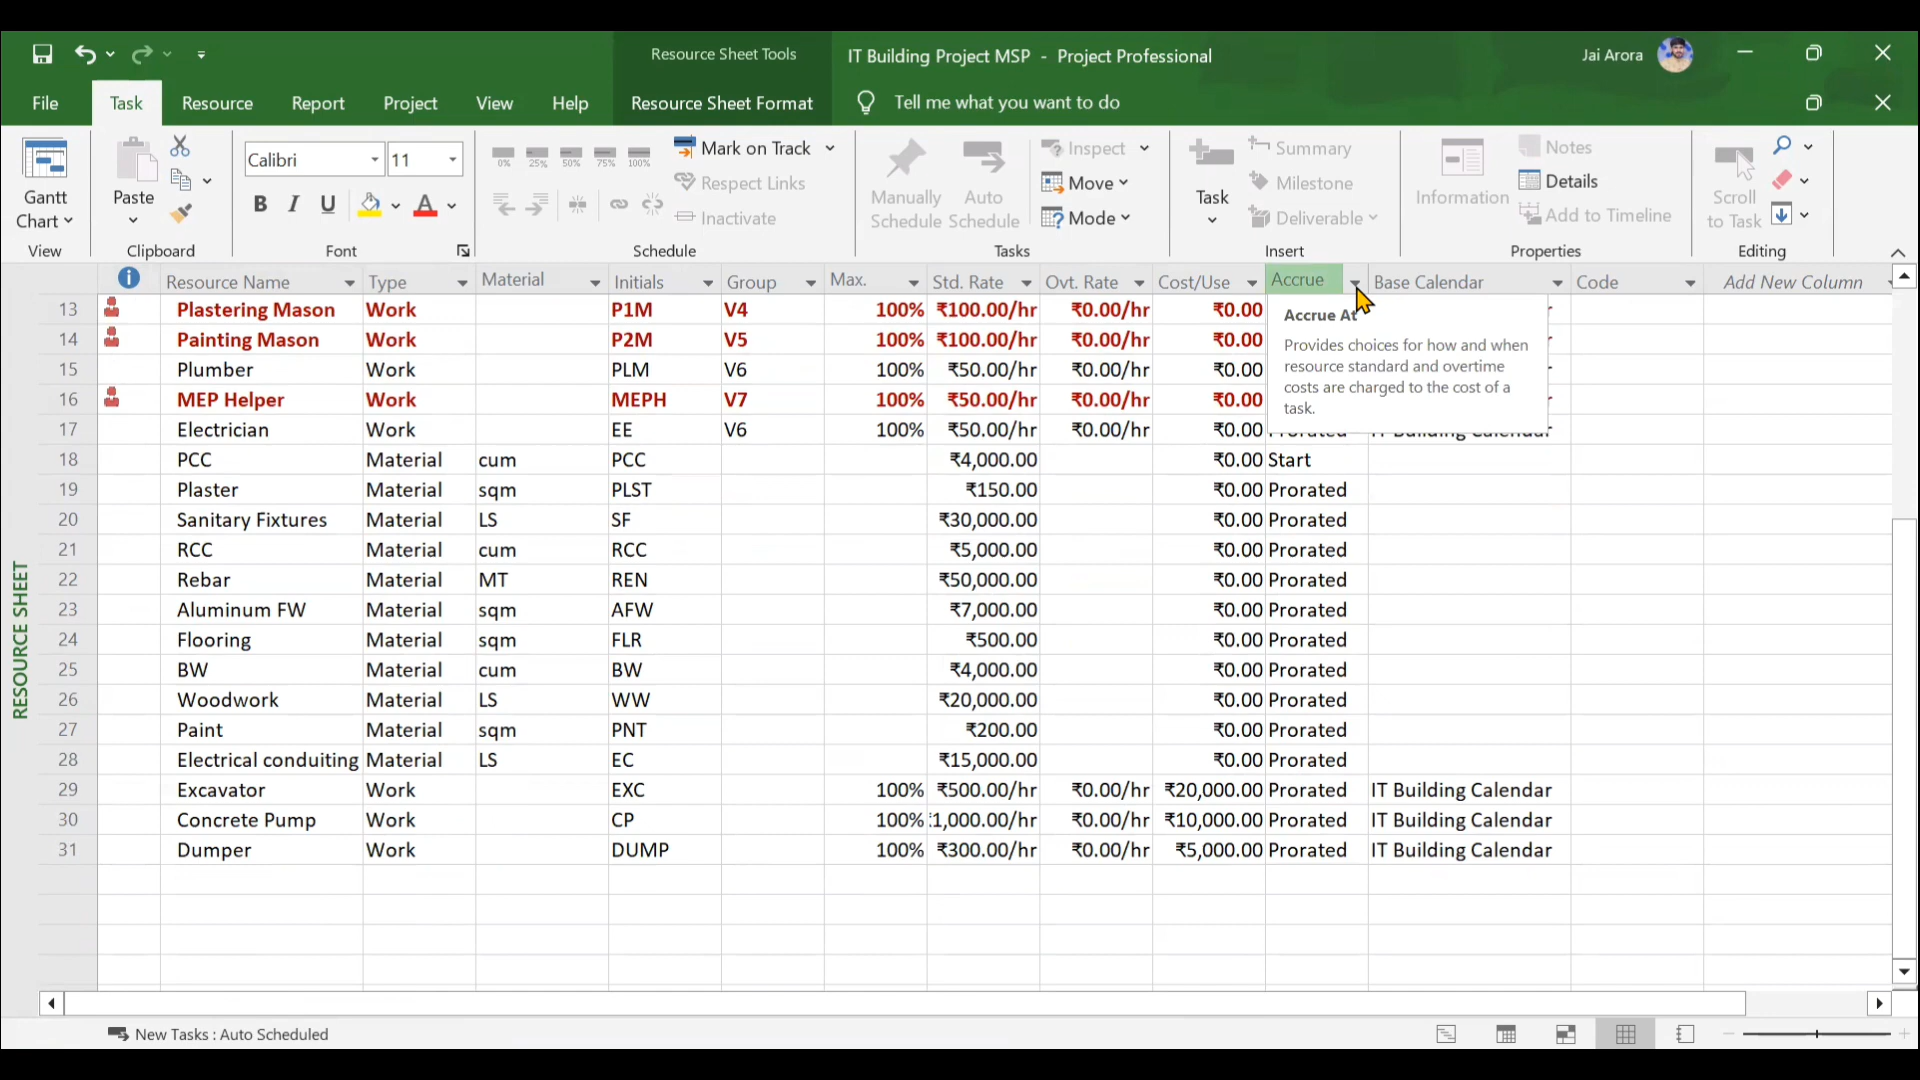 Resource Sheet Tools
IT Building Project MSP - Project Professional
Jai Arora
File Task Resource Report Project View Help Resource Sheet Format Tell me what you want to do
Gantt Chart
View
Paste
Clipboard
Calibri 11
B I U A
Font
0% 25% 50% 75% 100%
Mark on Track
Respect Links
Inactivate
Schedule
Manually Schedule
Auto Schedule
Inspect
Move
Mode
Tasks
Task
Summary
Milestone
Deliverable
Insert
Information
Notes
Details
Add to Timeline
Properties
Scroll to Task
Editing
Resource Name Type Material Initials Group Max. Std. Rate Ovt. Rate Cost/Use Accrue Base Calendar Code Add New Column
Accrue At
Provides choices for how and when
resource standard and overtime
costs are charged to the cost of a
task.
13 Plastering Mason Work P1M V4 100% ₹100.00/hr ₹0.00/hr ₹0.00
14 Painting Mason Work P2M V5 100% ₹100.00/hr ₹0.00/hr ₹0.00
15 Plumber Work PLM V6 100% ₹50.00/hr ₹0.00/hr ₹0.00
16 MEP Helper Work MEPH V7 100% ₹50.00/hr ₹0.00/hr ₹0.00
17 Electrician Work EE V6 100% ₹50.00/hr ₹0.00/hr ₹0.00 Prorated IT Building Calendar
18 PCC Material cum PCC ₹4,000.00 ₹0.00 Start
19 Plaster Material sqm PLST ₹150.00 ₹0.00 Prorated
20 Sanitary Fixtures Material LS SF ₹30,000.00 ₹0.00 Prorated
21 RCC Material cum RCC ₹5,000.00 ₹0.00 Prorated
22 Rebar Material MT REN ₹50,000.00 ₹0.00 Prorated
23 Aluminum FW Material sqm AFW ₹7,000.00 ₹0.00 Prorated
24 Flooring Material sqm FLR ₹500.00 ₹0.00 Prorated
25 BW Material cum BW ₹4,000.00 ₹0.00 Prorated
26 Woodwork Material LS WW ₹20,000.00 ₹0.00 Prorated
27 Paint Material sqm PNT ₹200.00 ₹0.00 Prorated
28 Electrical conduiting Material LS EC ₹15,000.00 ₹0.00 Prorated
29 Excavator Work EXC 100% ₹500.00/hr ₹0.00/hr ₹20,000.00 Prorated IT Building Calendar
30 Concrete Pump Work CP 100% ₹1,000.00/hr ₹0.00/hr ₹10,000.00 Prorated IT Building Calendar
31 Dumper Work DUMP 100% ₹300.00/hr ₹0.00/hr ₹5,000.00 Prorated IT Building Calendar
RESOURCE SHEET
New Tasks : Auto Scheduled